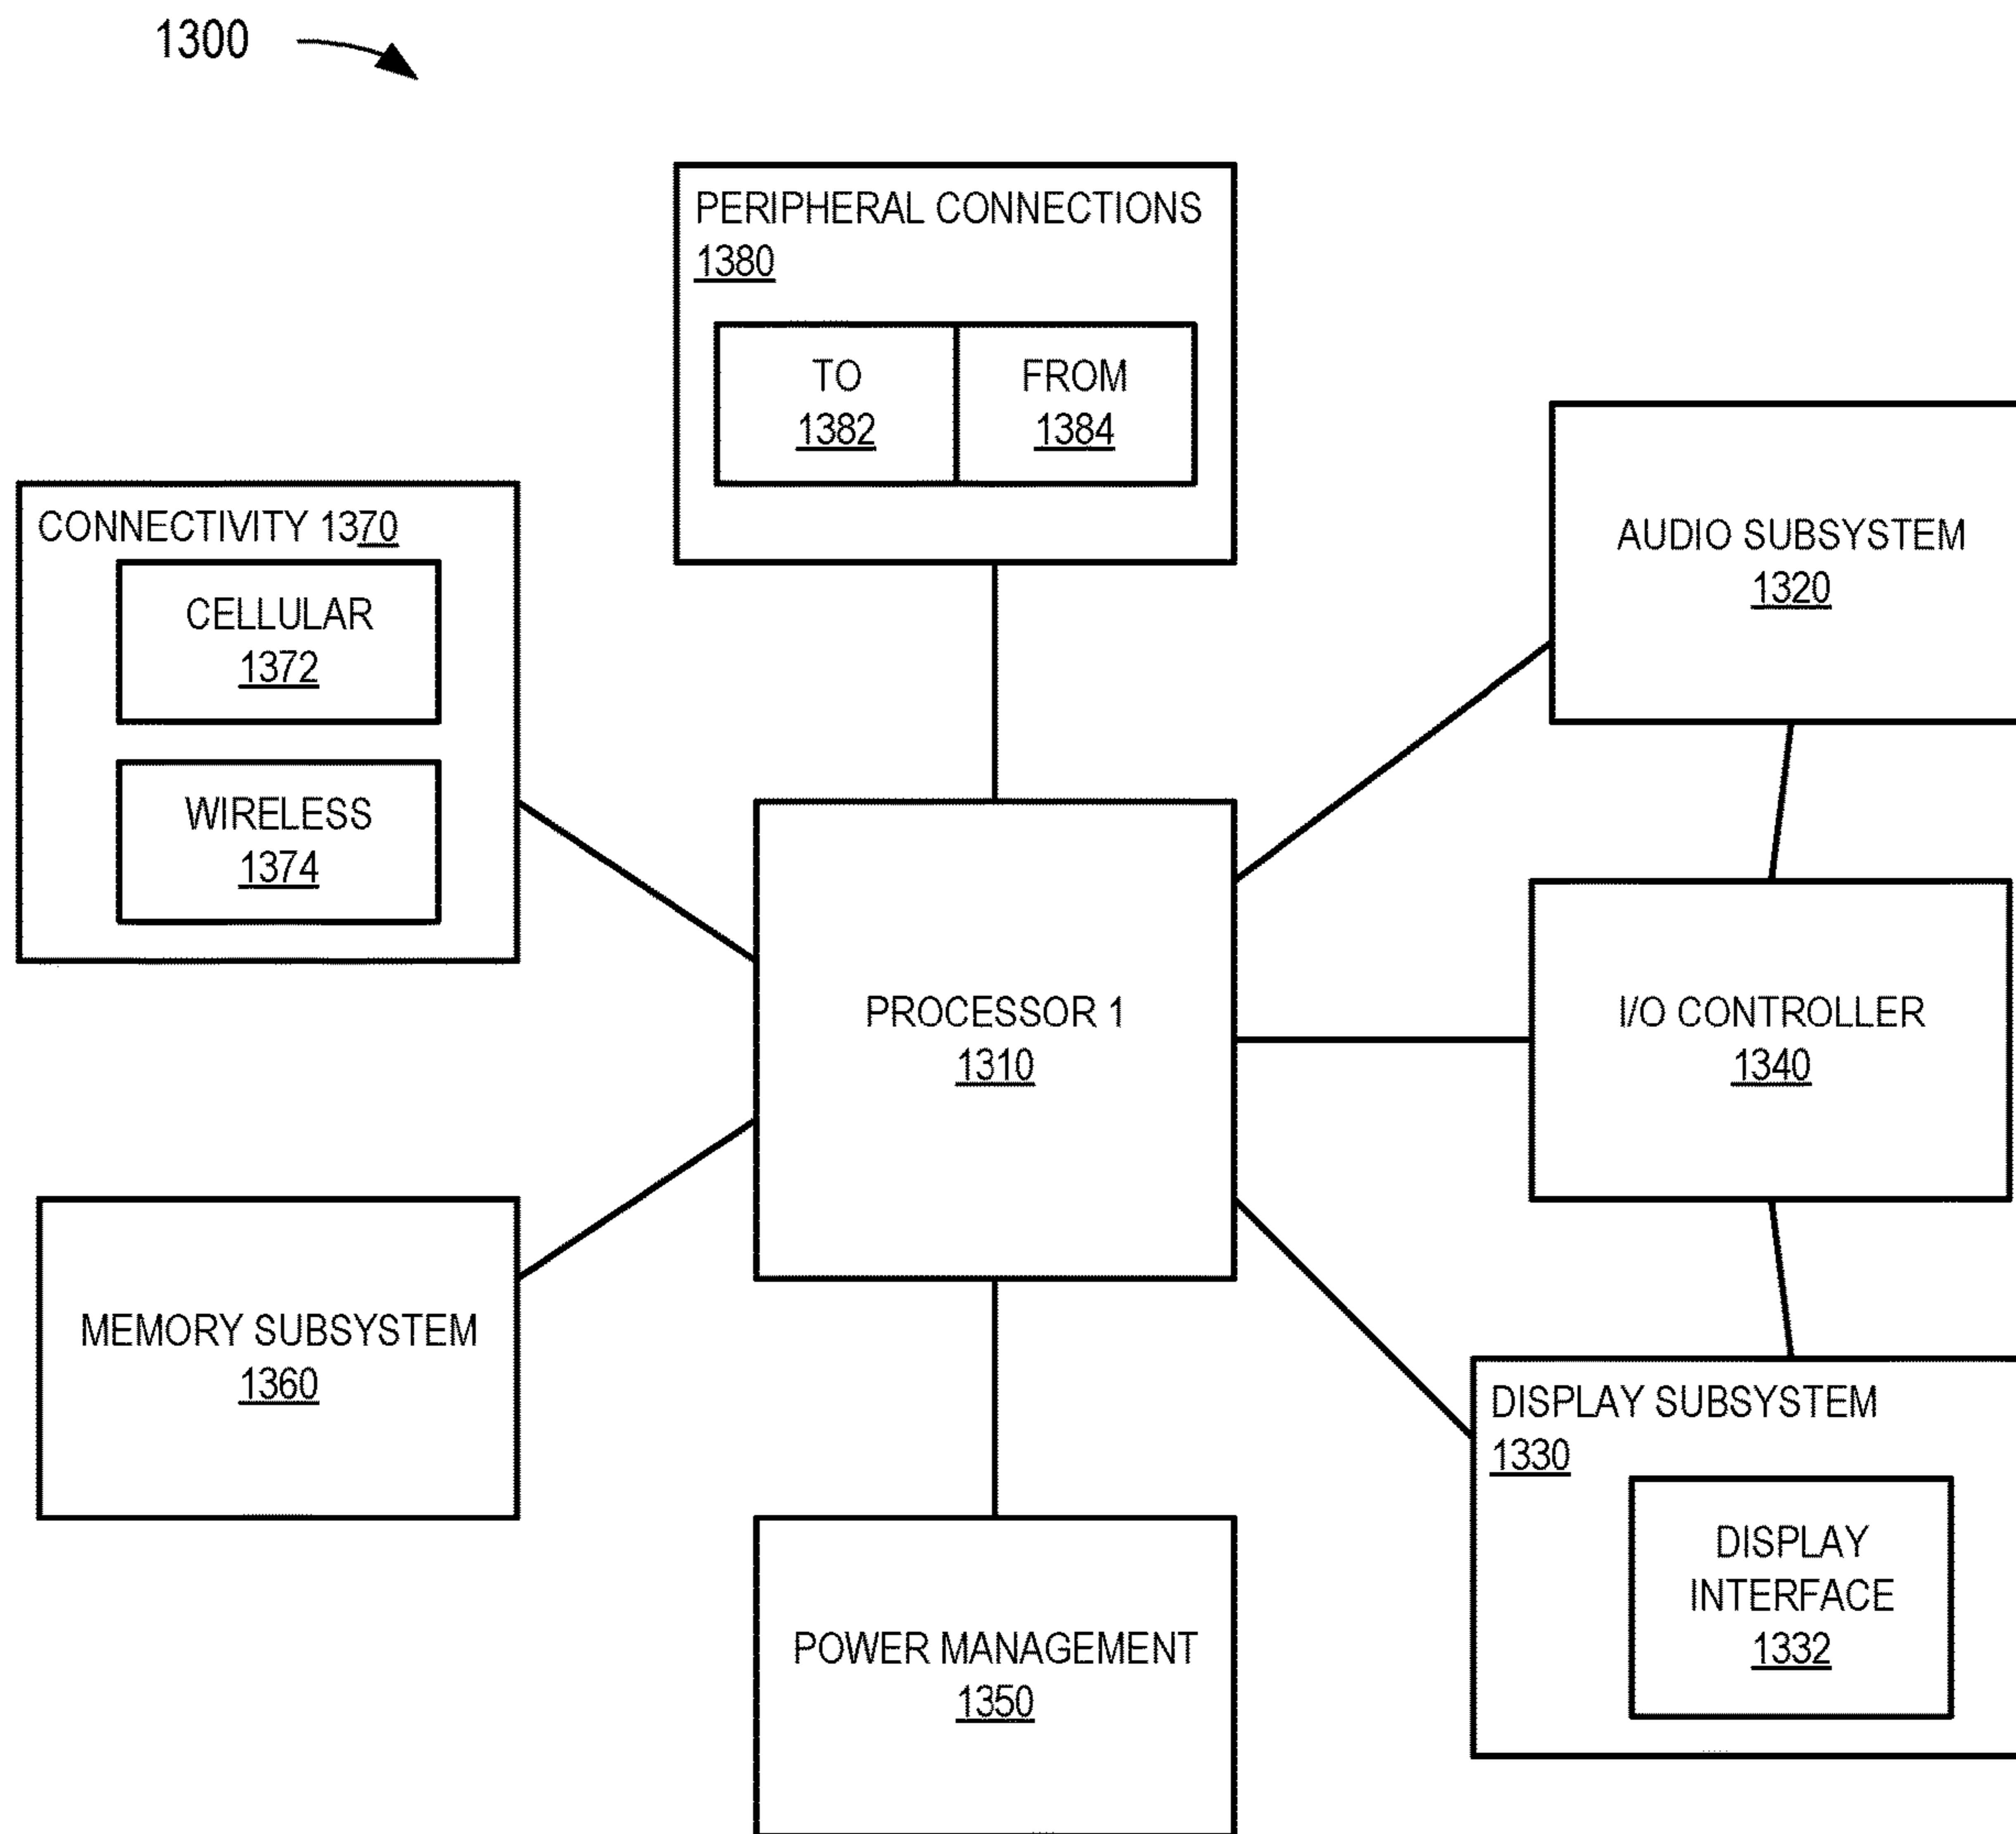 1300
PERIPHERAL CONNECTIONS
1380
TO
1382
FROM
1384
CONNECTIVITY 1370
CELLULAR
1372
WIRELESS
1374
AUDIO SUBSYSTEM
1320
PROCESSOR 1
1310
I/O CONTROLLER
1340
MEMORY SUBSYSTEM
1360
DISPLAY SUBSYSTEM
1330
DISPLAY
INTERFACE
1332
POWER MANAGEMENT
1350